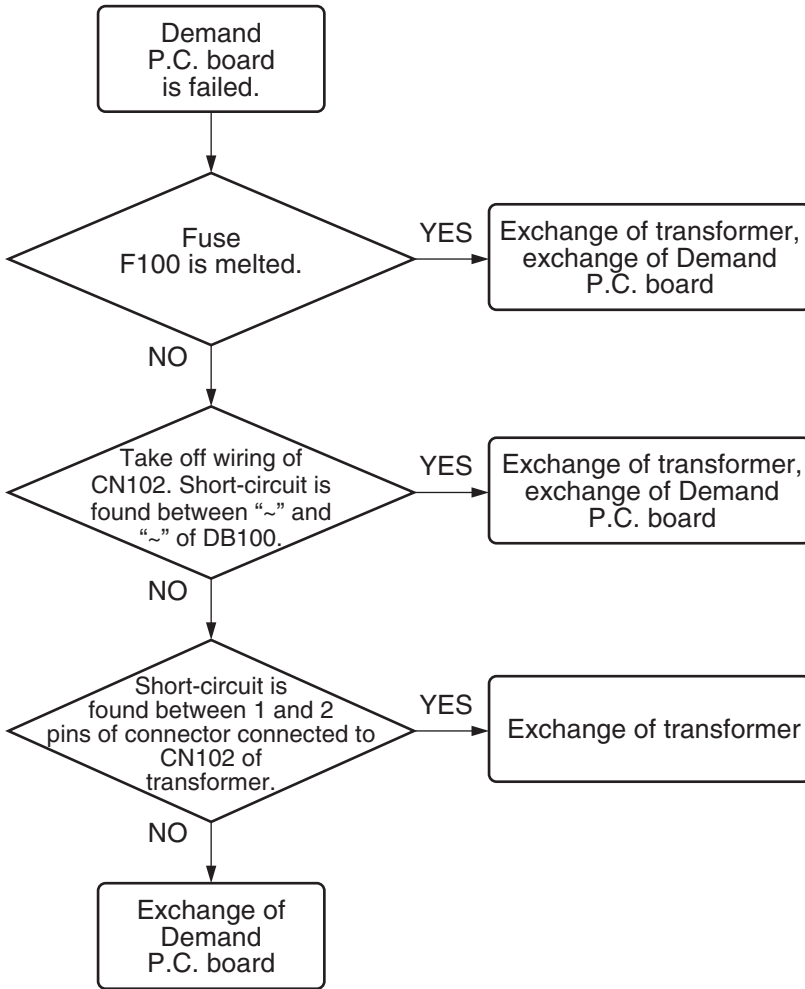 Demand
P.C. board
is failed.
Fuse
F100 is melted.
YES
Exchange of transformer,
exchange of Demand
P.C. board
NO
Take off wiring of
CN102. Short-circuit is
found between “~” and
“~” of DB100.
YES
Exchange of transformer,
exchange of Demand
P.C. board
NO
Short-circuit is
found between 1 and 2
pins of connector connected to
CN102 of
transformer.
YES
Exchange of transformer
NO
Exchange of
Demand
P.C. board